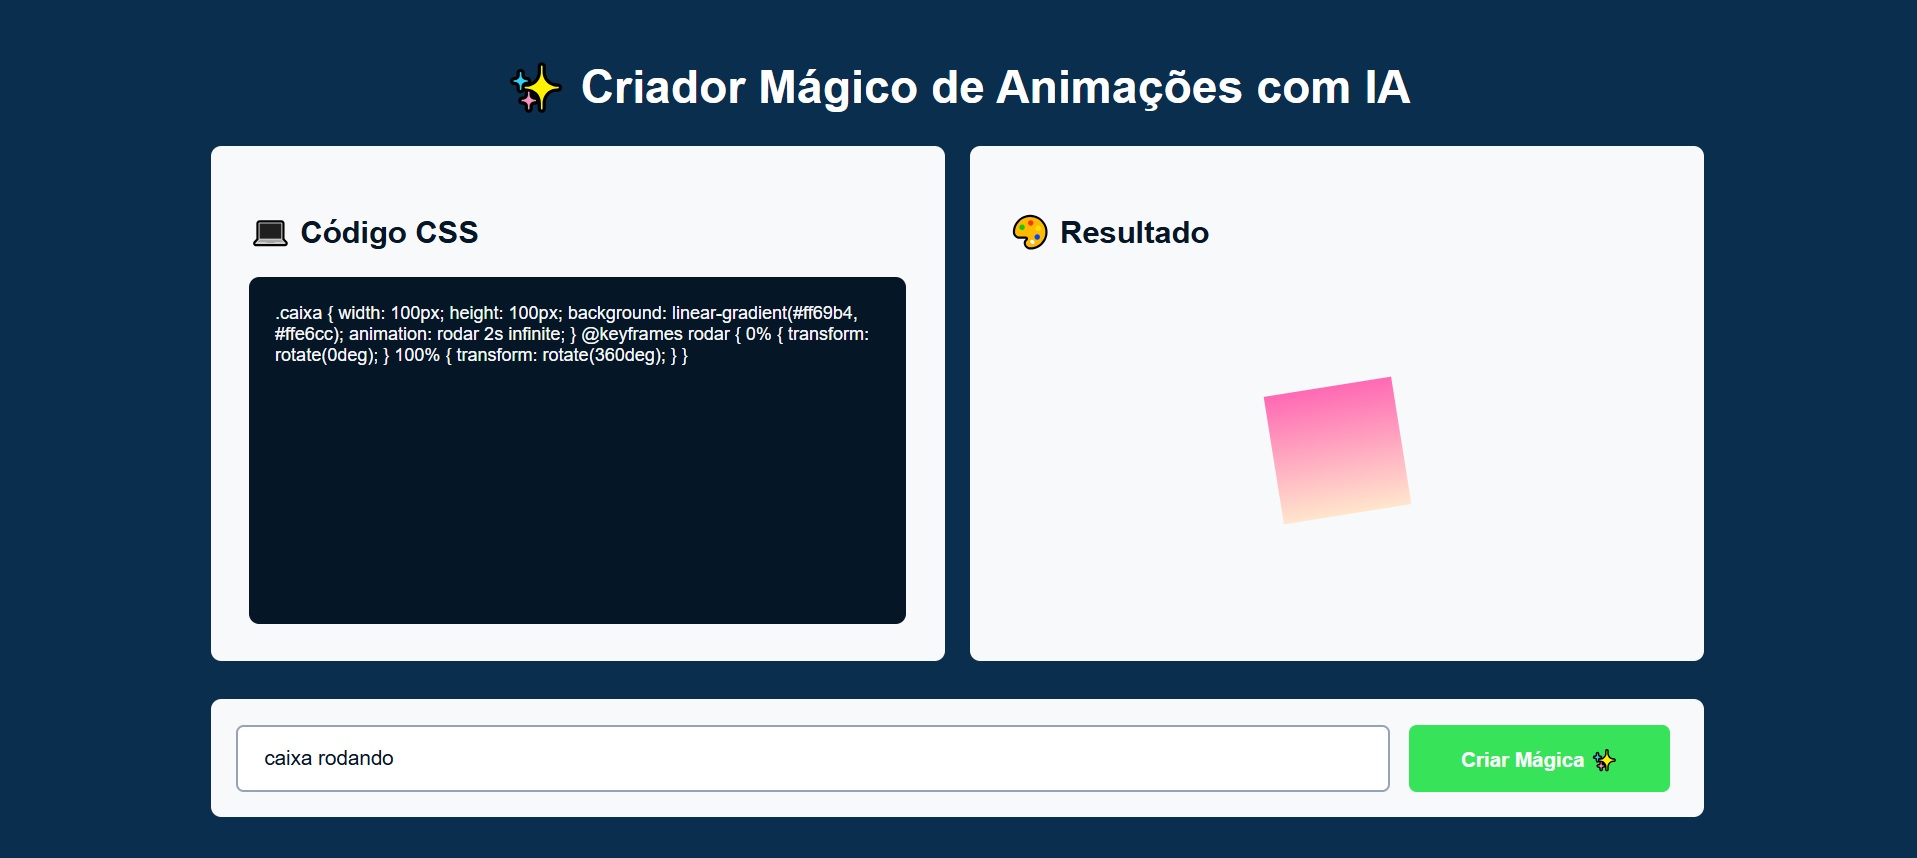 ✨ Criador Mágico de Animações com IA
💻 Código CSS
.caixa { width: 100px; height: 100px; background: linear-gradient(#ff69b4,
#ffe6cc); animation: rodar 2s infinite; } @keyframes rodar { 0% { transform:
rotate(0deg); } 100% { transform: rotate(360deg); } }
🎨 Resultado
caixa rodando
Criar Mágica ✨